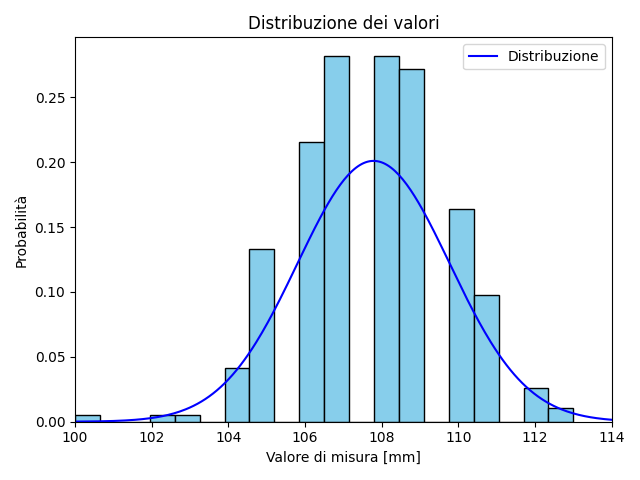 Distribuzione dei valori
Distribuzione
Probabilità
0.25
0.20
0.15
0.10
0.05
0.00
100 102 104 106 108 110 112 114
Valore di misura [mm]